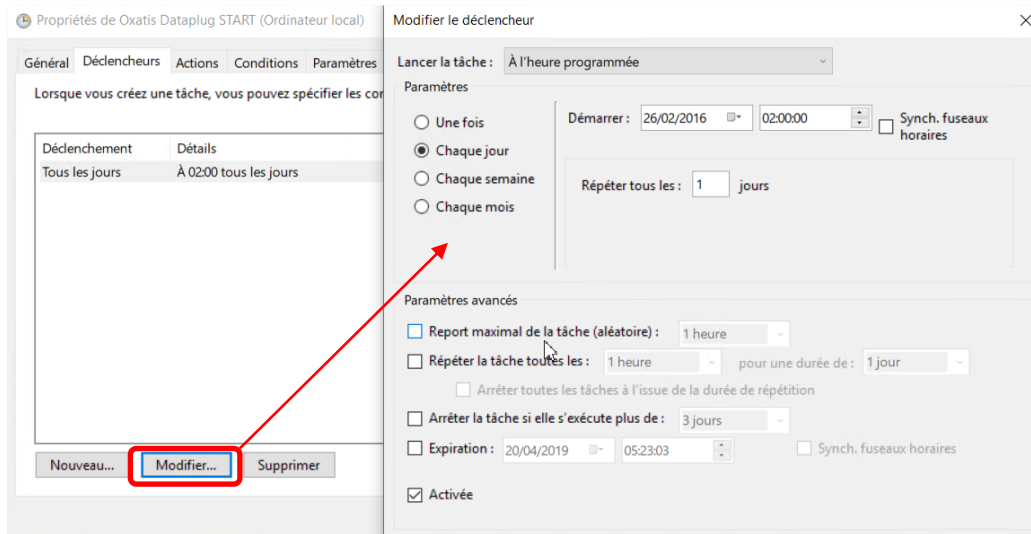 Propriétés de Oxatis Dataplug START (Ordinateur local)
Général Déclencheurs Actions Conditions Paramètres
Lorsque vous créez une tâche, vous pouvez spécifier les cor
Déclenchement Détails
Tous les jours À 02:00 tous les jours
Nouveau... Modifier... Supprimer
Modifier le déclencheur
Lancer la tâche : À l'heure programmée
Paramètres
Une fois
Chaque jour
Chaque semaine
Chaque mois
Démarrer : 26/02/2016 02:00:00 Synch. fuseaux
horaires
Répéter tous les : 1 jours
Paramètres avancés
Report maximal de la tâche (aléatoire) : 1 heure
Répéter la tâche toutes les : 1 heure pour une durée de : 1 jour
Arrêter toutes les tâches à l'issue de la durée de répétition
Arrêter la tâche si elle s'exécute plus de : 3 jours
Expiration : 20/04/2019 05:23:03 Synch. fuseaux horaires
Activée